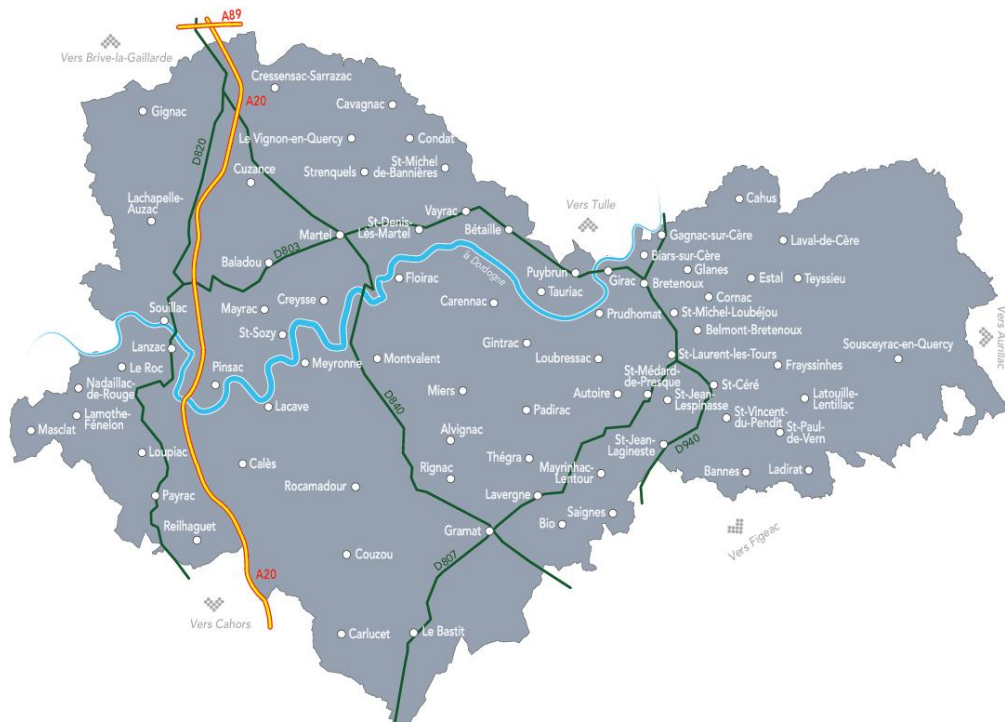 A89
Vers Brive-la-Gaillarde
Cressensac-Sarrazac
A20
Gignac
Cavagnac
D820
Le Vignon-en-Quercy
Condat
Cuzance
Strenquels
St-Michel
de-Bannières
Lachapelle-
Auzac
Cahus
Vers Tulle
Vayrac
St-Denis-
Lès-Martel
Bétaille
Martel
Gagnac-sur-Cère
Laval-de-Cère
D803
Biars-sur-Cère
Baladou
la Dordogne
Puybrun
Girac
Glanes
Floirac
Tauriac
Bretenoux
Estal
Teyssieu
Creysse
Carennac
Cornac
Mayrac
Souillac
Prudhomat
St-Michel-Loubéjou
St-Sozy
Belmont-Bretenoux
Vers Aurillac
Lanzac
Gintrac
Sousceyrac-en-Quercy
Le Roc
Meyronne
Montvalent
Loubressac
St-Laurent-les-Tours
Frayssinhes
Pinsac
St-Médard-
de-Presque
Nadaillac-
de-Rouge
Miers
Autoire
St-Jean-
Lespinasse
St-Céré
Latouille-
Lentillac
Lacave
D840
Padirac
Lamothe-
Fénelon
St-Vincent-
du-Pendit
St-Paul-
de-Vern
Masclat
Alvignac
St-Jean-
Lagineste
D940
Loupiac
Calès
Thégra
Rignac
Mayrinhac-
Lentour
Bannes
Ladirat
Rocamadour
Payrac
Lavergne
Saignes
Reilhaguet
Gramat
Bio
Vers Figeac
Couzou
D807
A20
Vers Cahors
Carlucet
Le Bastit